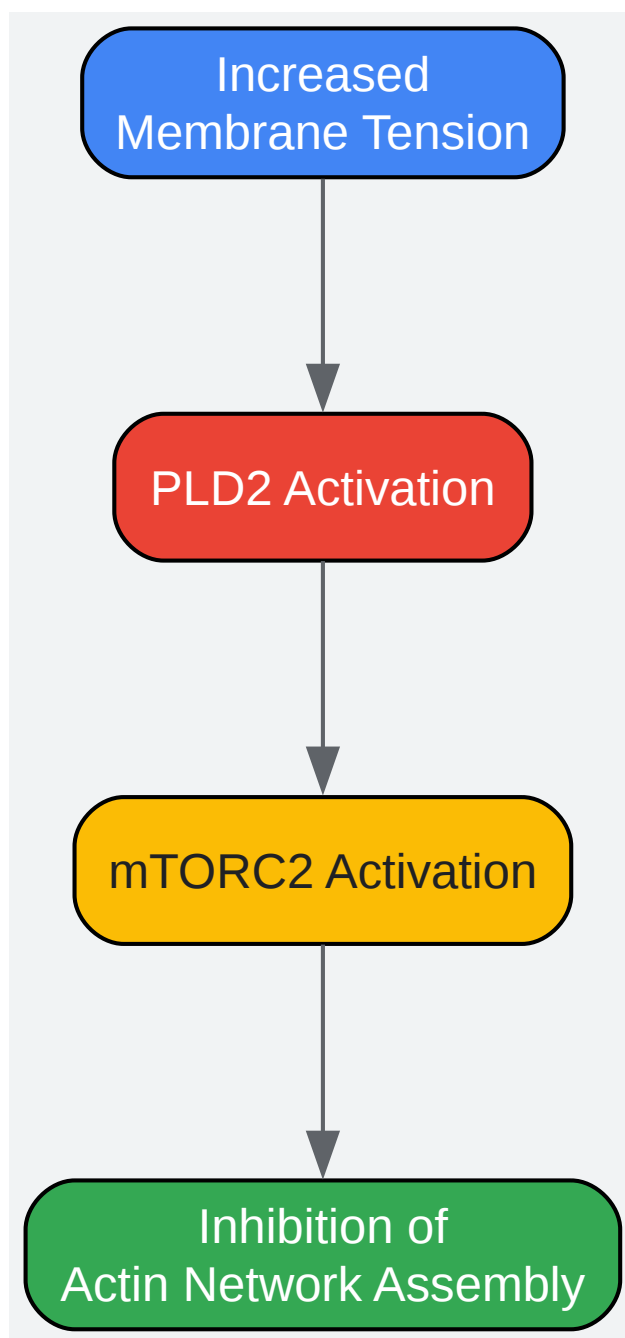 Increased
Membrane Tension
PLD2 Activation
mTORC2 Activation
Inhibition of
Actin Network Assembly